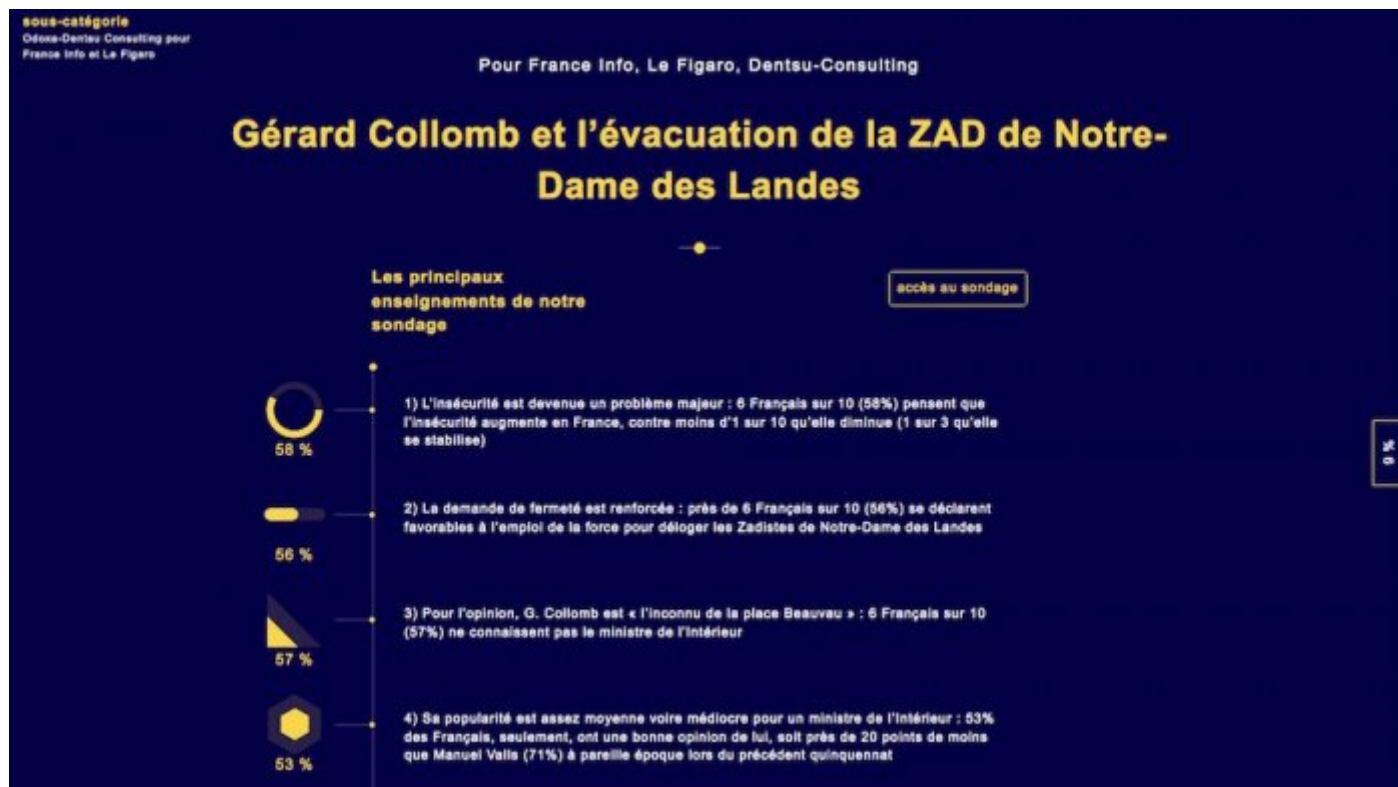 sous-catégorie
Odoxa-Dentsu Consulting pour
France Info et Le Figaro
Pour France Info, Le Figaro, Dentsu-Consulting
Gérard Collomb et l’évacuation de la ZAD de Notre-
Dame des Landes
Les principaux
enseignements de notre
sondage
accès au sondage
58 %
1) L'insécurité est devenue un problème majeur : 6 Français sur 10 (58%) pensent que
l'insécurité augmente en France, contre moins d'1 sur 10 qu'elle diminue (1 sur 3 qu'elle
se stabilise)
56 %
2) La demande de fermeté est renforcée : près de 6 Français sur 10 (56%) se déclarent
favorables à l'emploi de la force pour déloger les Zadistes de Notre-Dame des Landes
57 %
3) Pour l'opinion, G. Collomb est « l'inconnu de la place Beauvau » : 6 Français sur 10
(57%) ne connaissent pas le ministre de l'Intérieur
53 %
4) Sa popularité est assez moyenne voire médiocre pour un ministre de l'Intérieur : 53%
des Français, seulement, ont une bonne opinion de lui, soit près de 20 points de moins
que Manuel Valls (71%) à pareille époque lors du précédent quinquennat